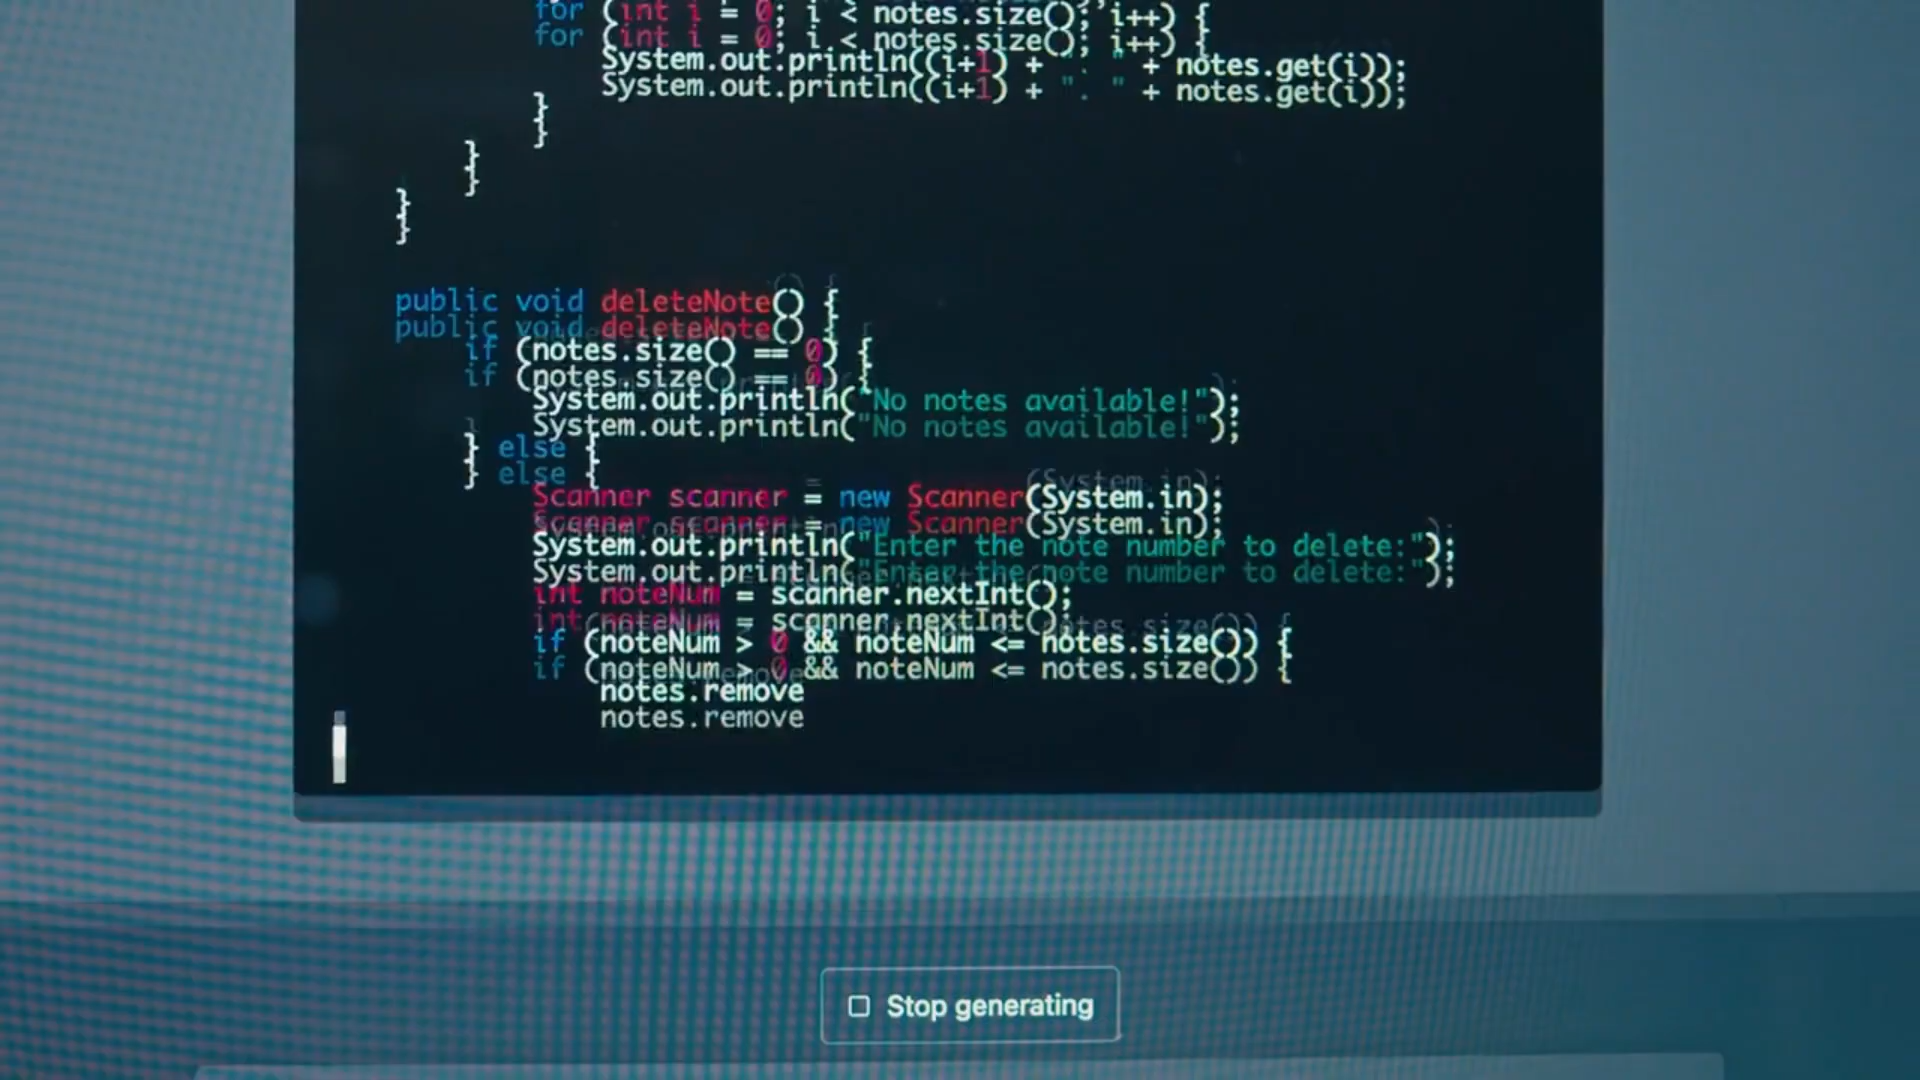 for (int i = 0; i < notes.size(); i++) {
System.out.println((i+1) + ". " + notes.get(i));
}
}
}
public void deleteNote() {
if (notes.size() == 0) {
System.out.println("No notes available!");
} else {
Scanner scanner = new Scanner(System.in);
System.out.println("Enter the note number to delete:");
int noteNum = scanner.nextInt();
if (noteNum > 0 && noteNum <= notes.size()) {
notes.remove
Stop generating